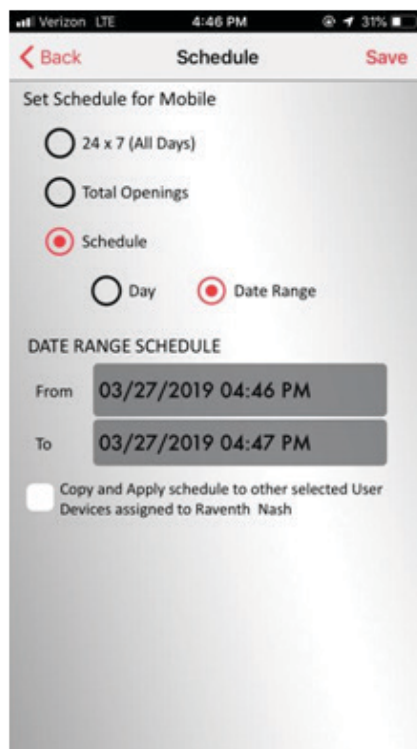 Verizon LTE 4:46 PM 31%
Back Schedule Save
Set Schedule for Mobile
24 x 7 (All Days)
Total Openings
Schedule
Day Date Range
DATE RANGE SCHEDULE
From 03/27/2019 04:46 PM
To 03/27/2019 04:47 PM
Copy and Apply schedule to other selected User
Devices assigned to Raventh Nash